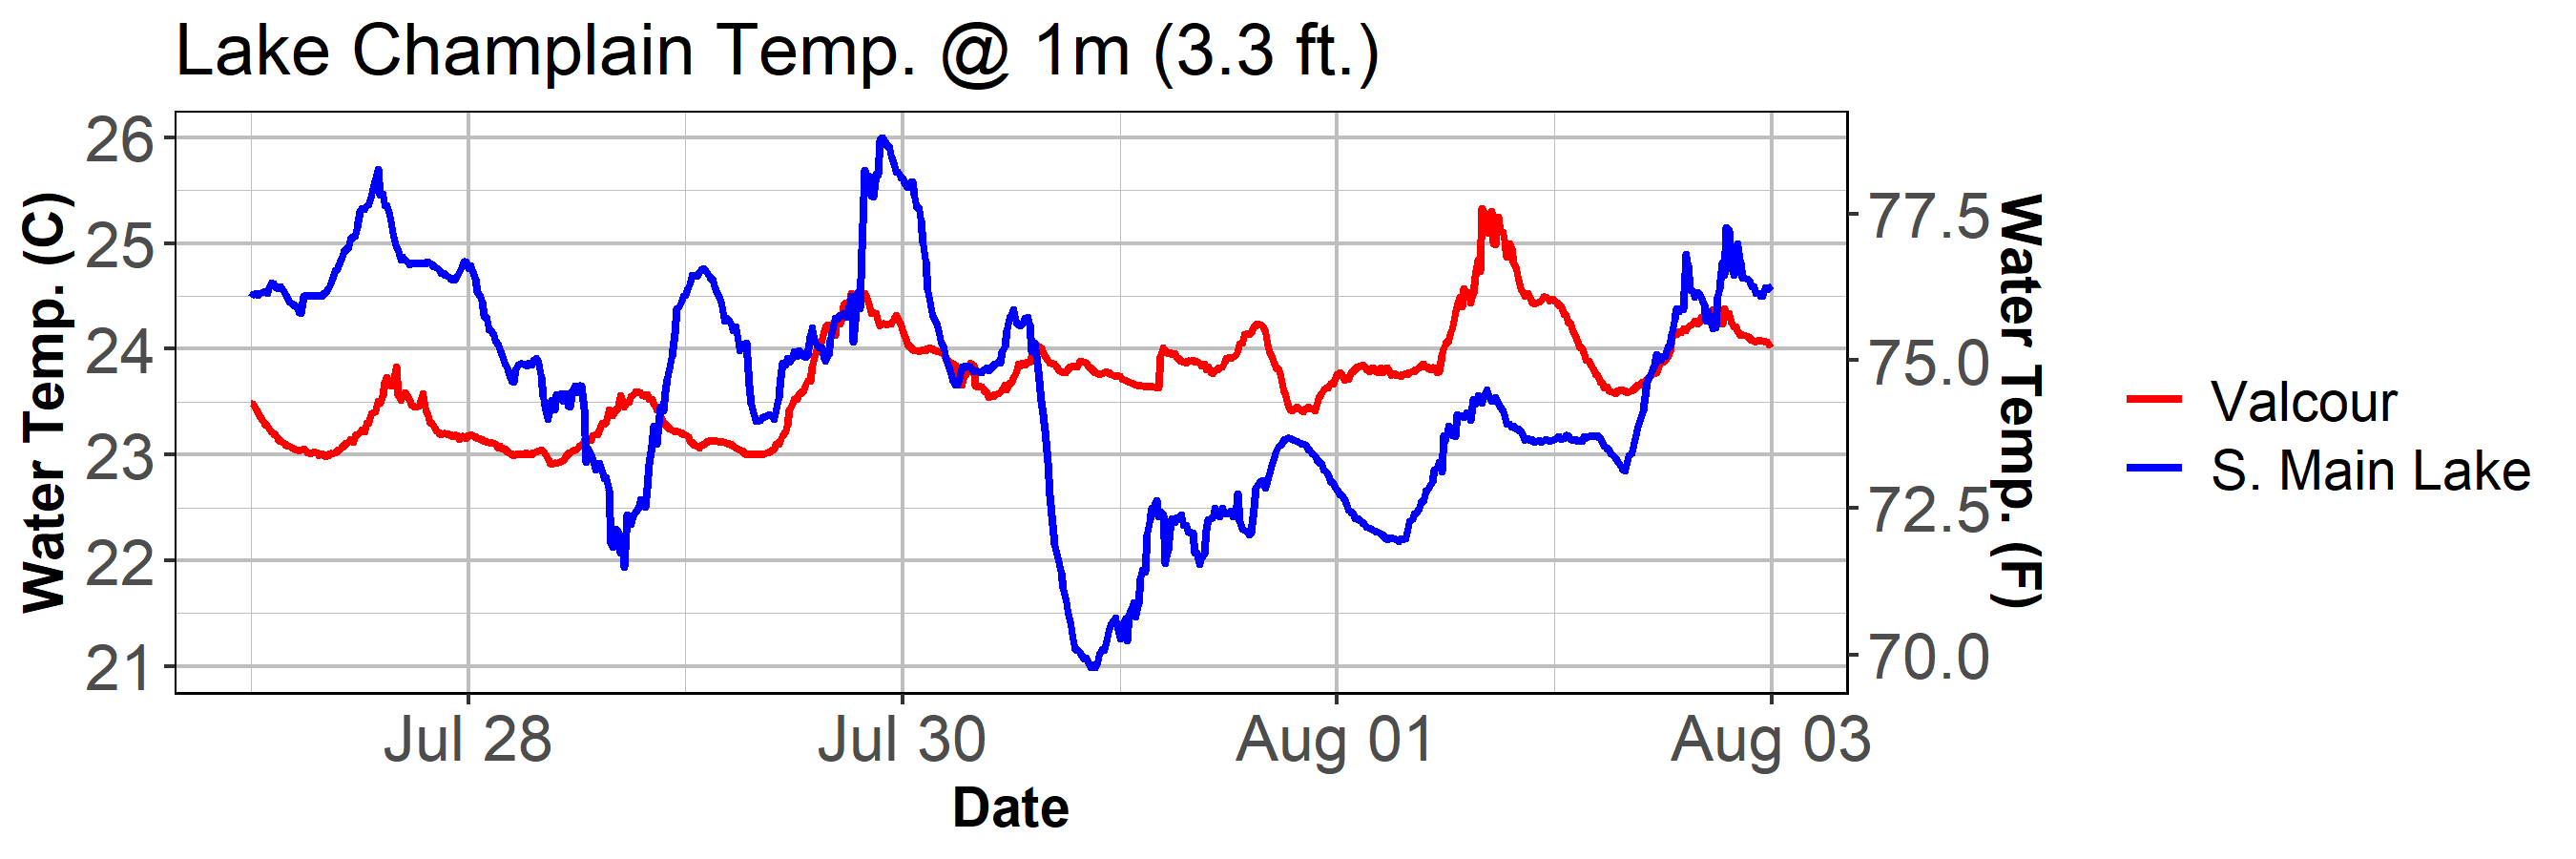 Lake Champlain Temp. @ 1m (3.3 ft.)
Water Temp. (C)
26
25
24
23
22
21
77.5
75.0
72.5
70.0
Water Temp. (F)
Jul 28
Jul 30
Aug 01
Aug 03
Date
Valcour
S. Main Lake